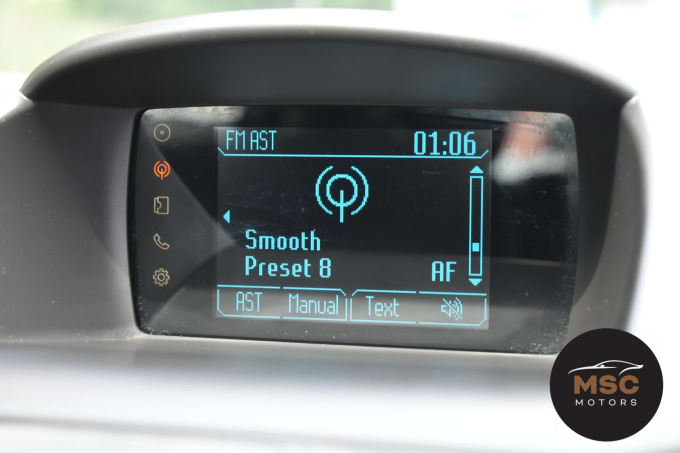 FM AST 01:06
Smooth
Preset 8 AF
AST Manual Text
MSC
MOTORS